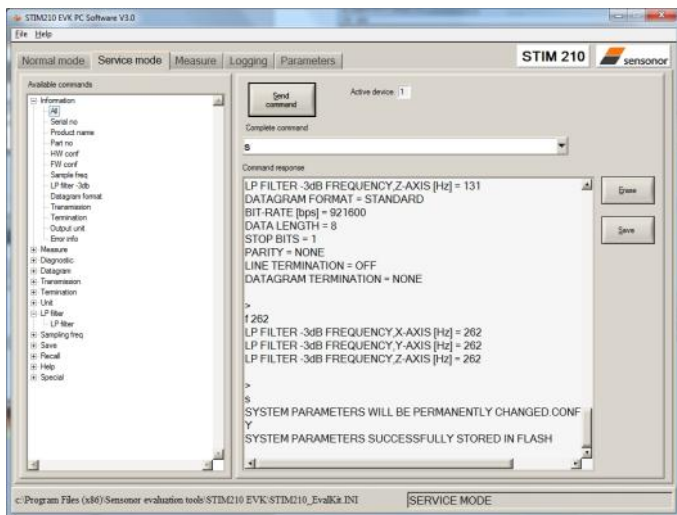 STIM210 EVK PC Software V3.0
File Help
Normal mode Service mode Measure Logging Parameters
STIM 210 sensonor
Available commands
Information
All
Serial no
Product name
Part no
HW conf
FW conf
Sample freq
LP filter -3db
Datagram format
Transmission
Termination
Output unit
Error info
Measure
Diagnostic
Datagram
Transmission
Termination
Unit
LP filter
LP filter
Sampling freq
Save
Recall
Help
Special
Send command
Active device: 1
Complete command
s
Command response
LP FILTER -3dB FREQUENCY,Z-AXIS [Hz] = 131
DATAGRAM FORMAT = STANDARD
BIT-RATE [bps] = 921600
DATA LENGTH = 8
STOP BITS = 1
PARITY = NONE
LINE TERMINATION = OFF
DATAGRAM TERMINATION = NONE
>
f 262
LP FILTER -3dB FREQUENCY,X-AXIS [Hz] = 262
LP FILTER -3dB FREQUENCY,Y-AXIS [Hz] = 262
LP FILTER -3dB FREQUENCY,Z-AXIS [Hz] = 262
>
s
SYSTEM PARAMETERS WILL BE PERMANENTLY CHANGED.CONF
Y
SYSTEM PARAMETERS SUCCESSFULLY STORED IN FLASH
Erase
Save
c:\Program Files (x86)\Sensonor evaluation tools\STIM210 EVK\STIM210_EvalKit.INI
SERVICE MODE